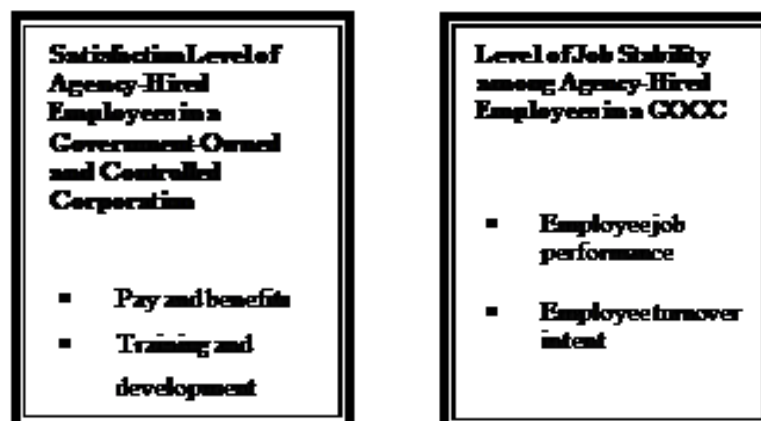 Satisfaction Level of
Agency-Hired
Employees in a
Government-Owned
and Controlled
Corporation
▪ Pay and benefits
▪ Training and
development
Level of Job Stability
among Agency-Hired
Employees in a GOCC
▪ Employee job
performance
▪ Employee turnover
intent